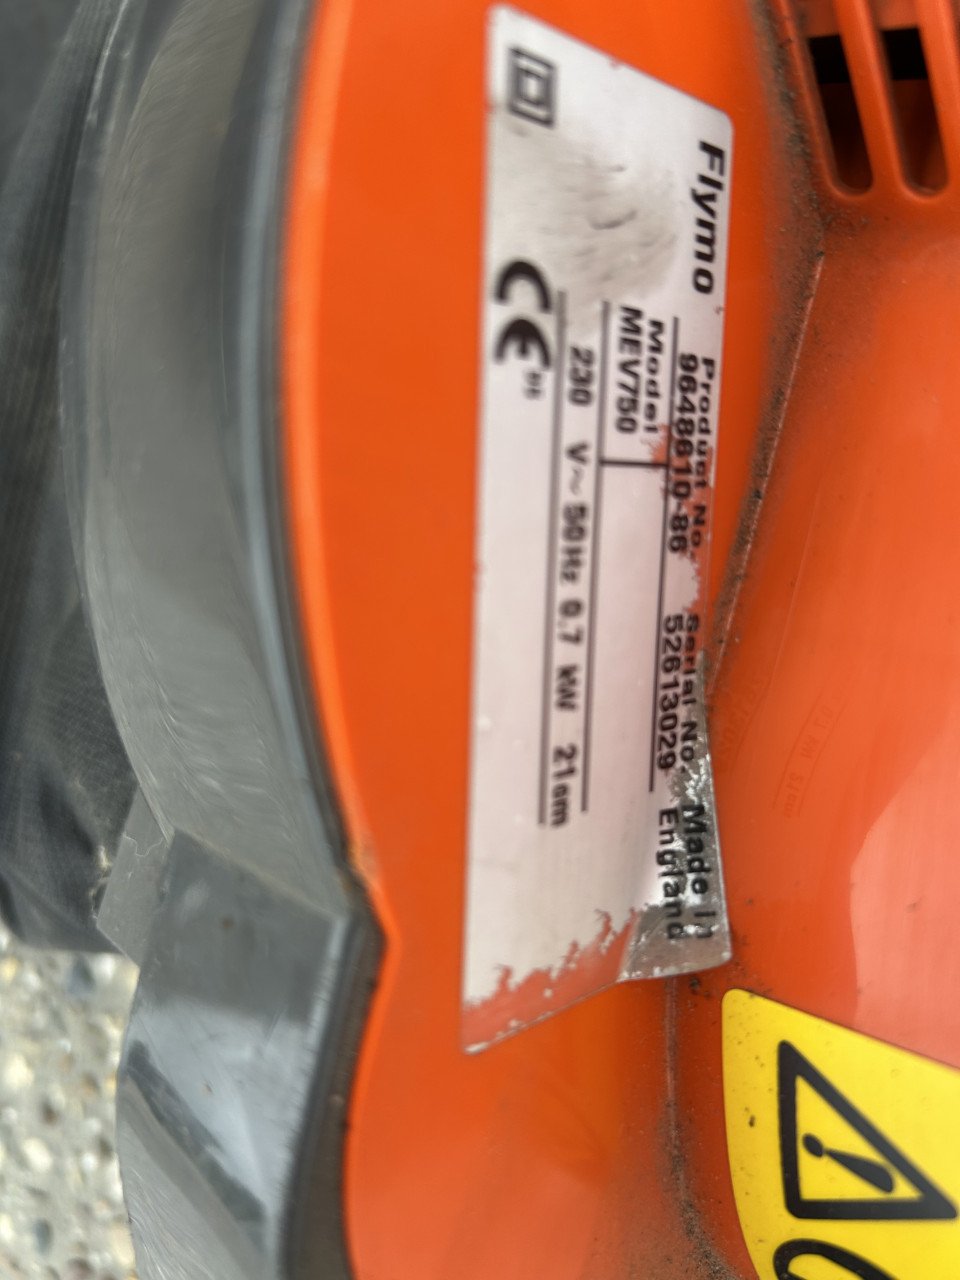 Flymo
Product No. Serial No. Made In
9648610-86 52613029 England
Model
MEV750
230 V~ 50Hz 0.7 kW 21cm
CE